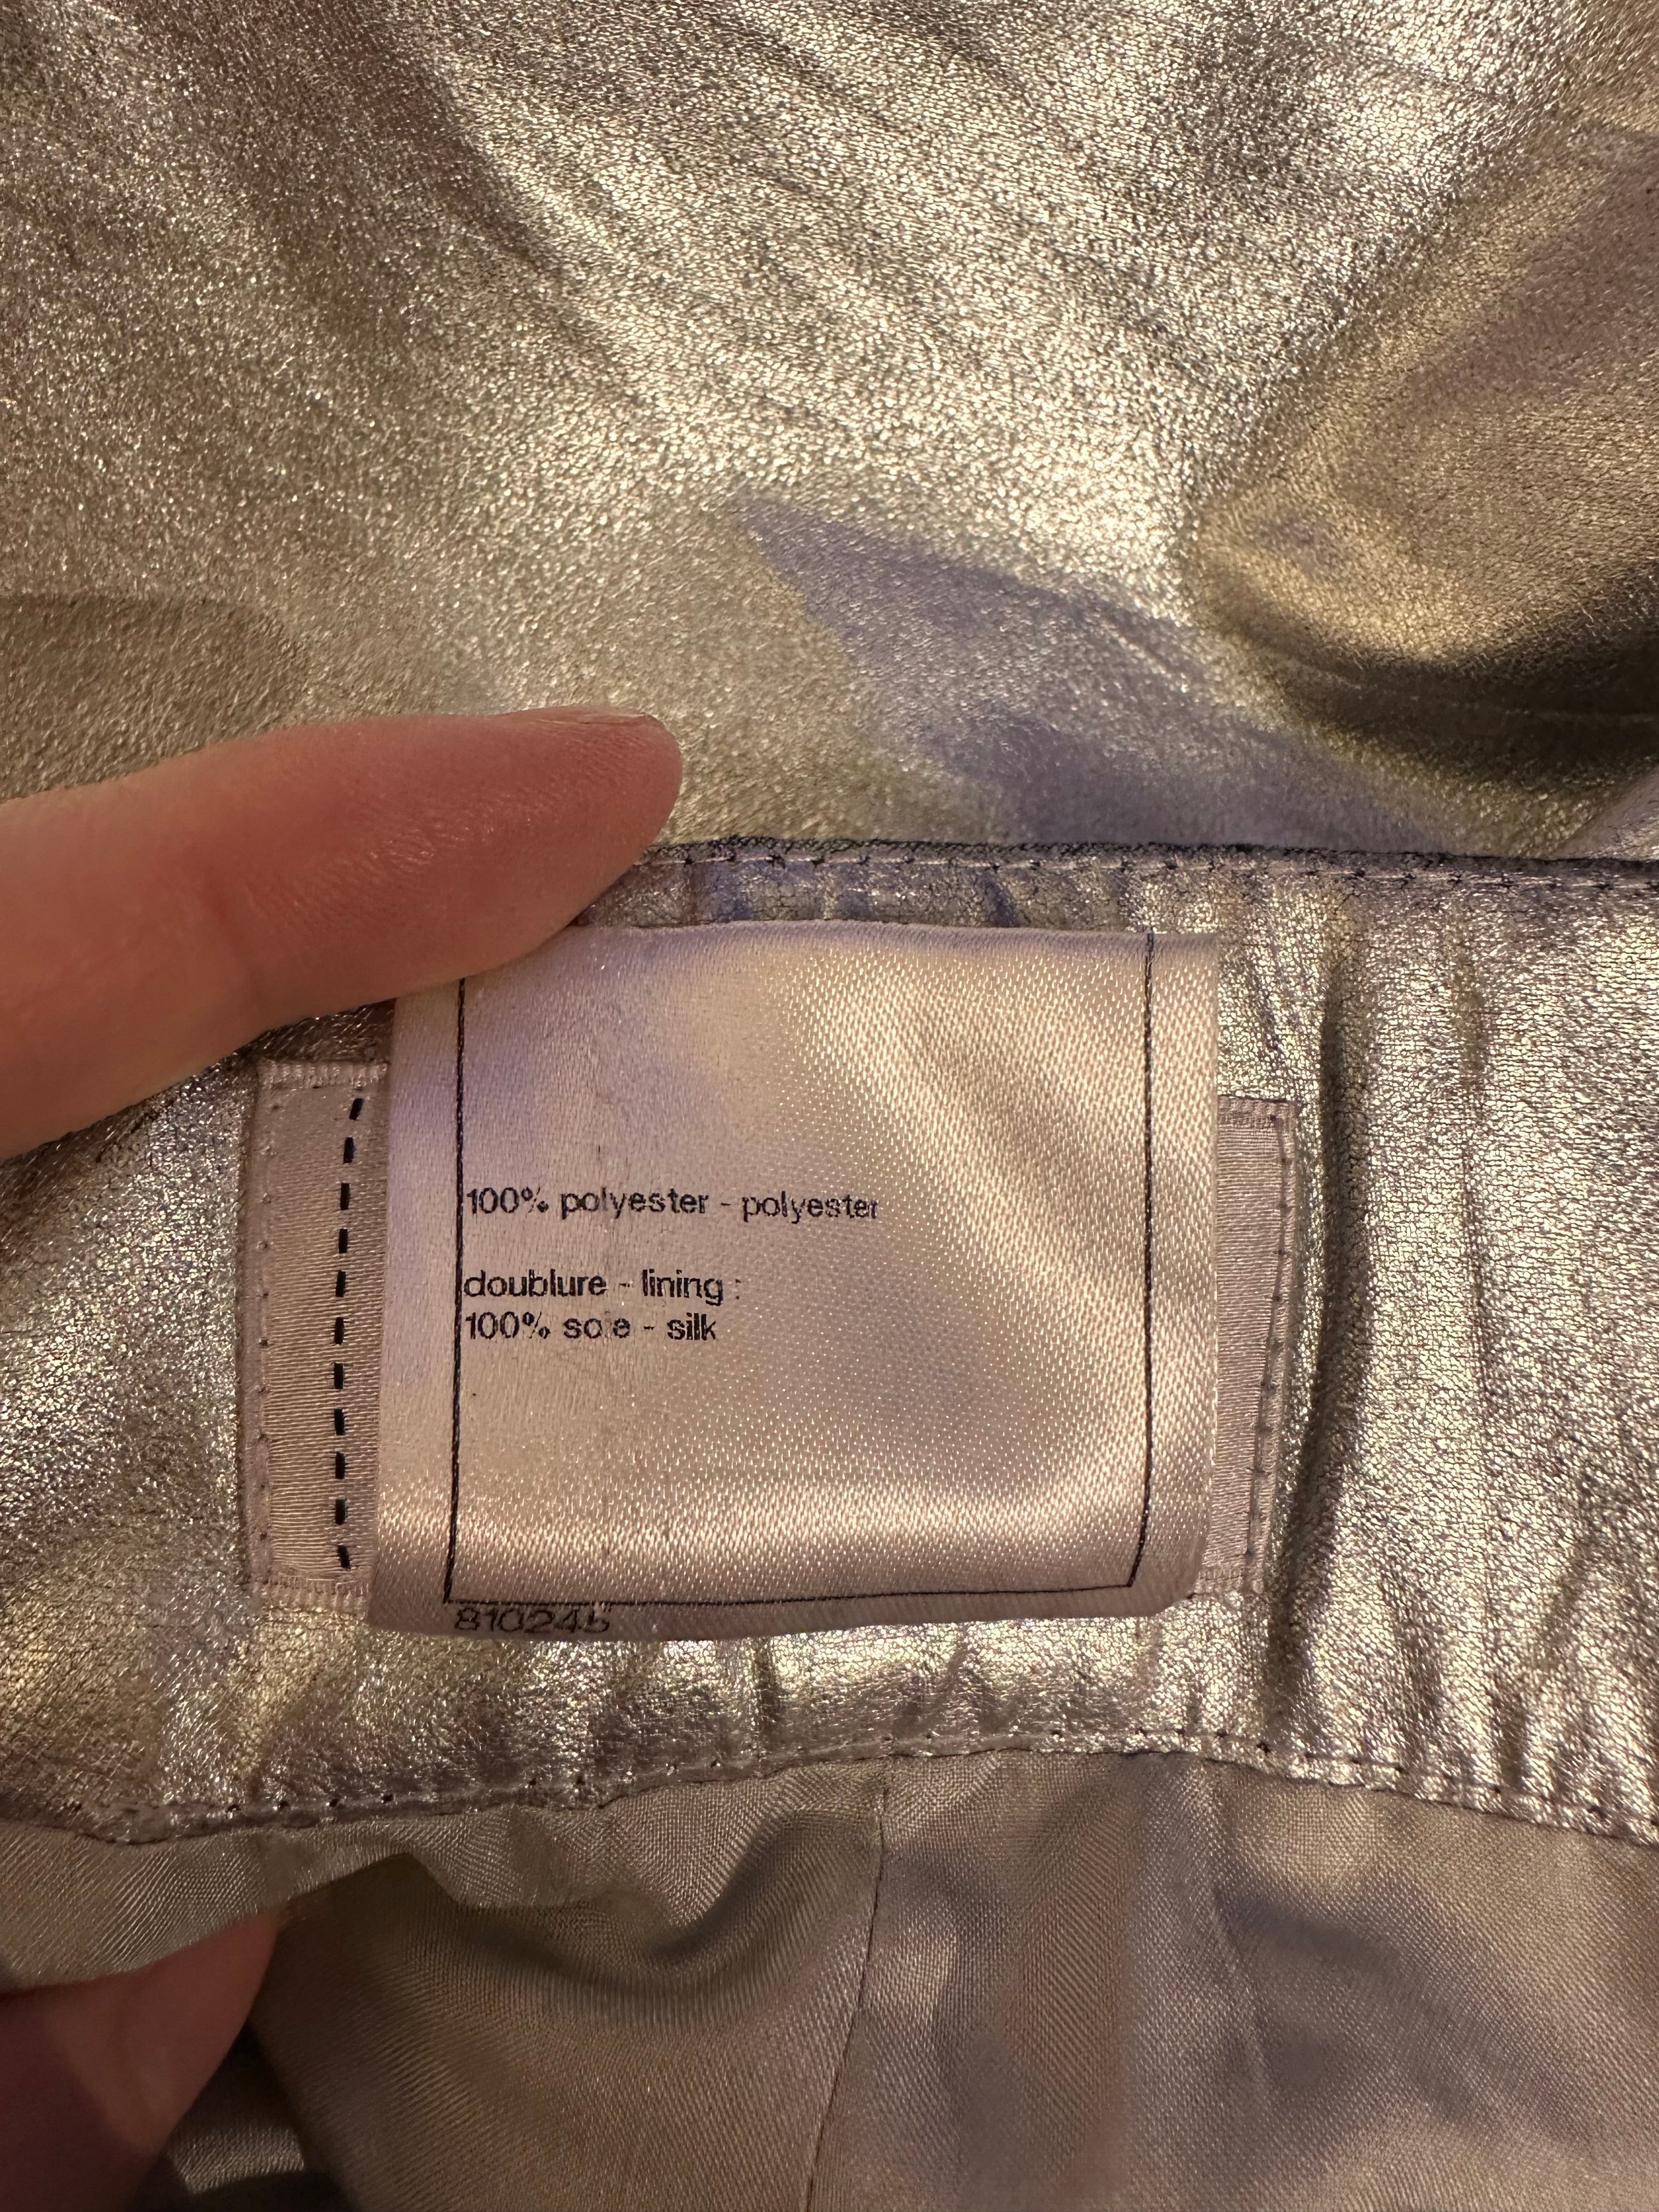 100% polyester - polyester
doublure - lining :
100% soie - silk
810245